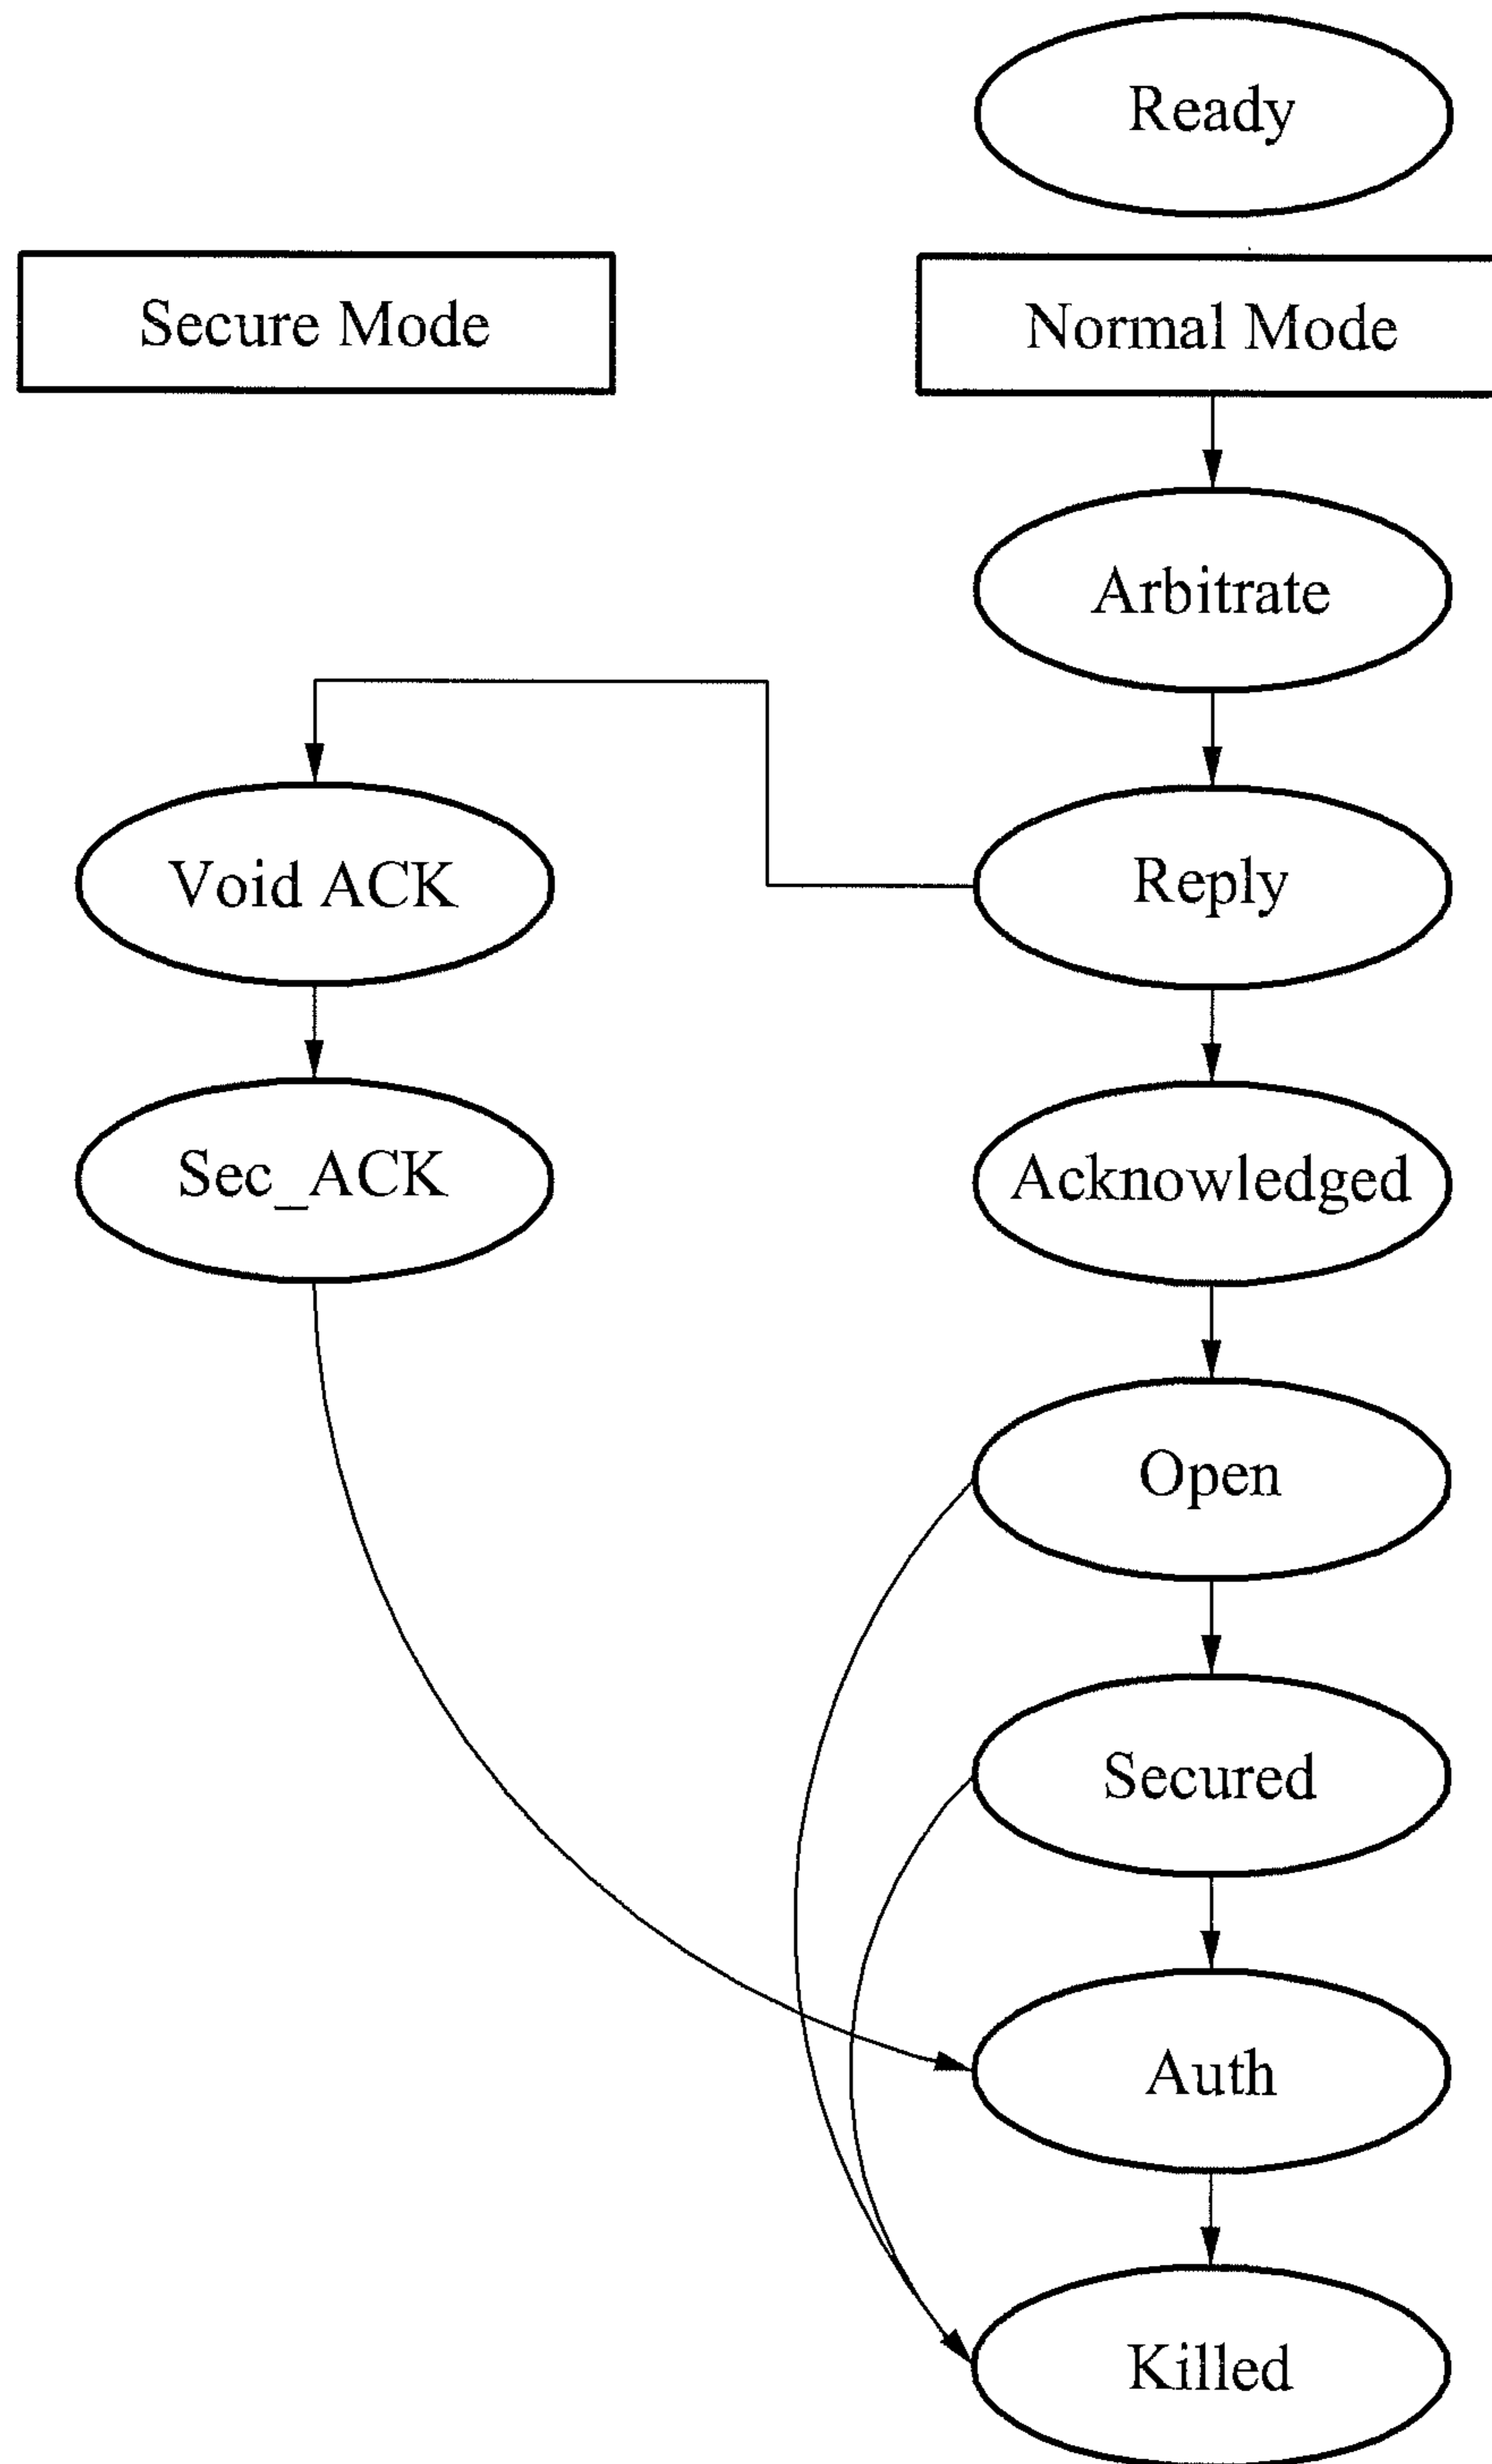 Ready
Secure Mode
Normal Mode
Arbitrate
Void ACK
Reply
Sec_ACK
Acknowledged
Open
Secured
Auth
Killed